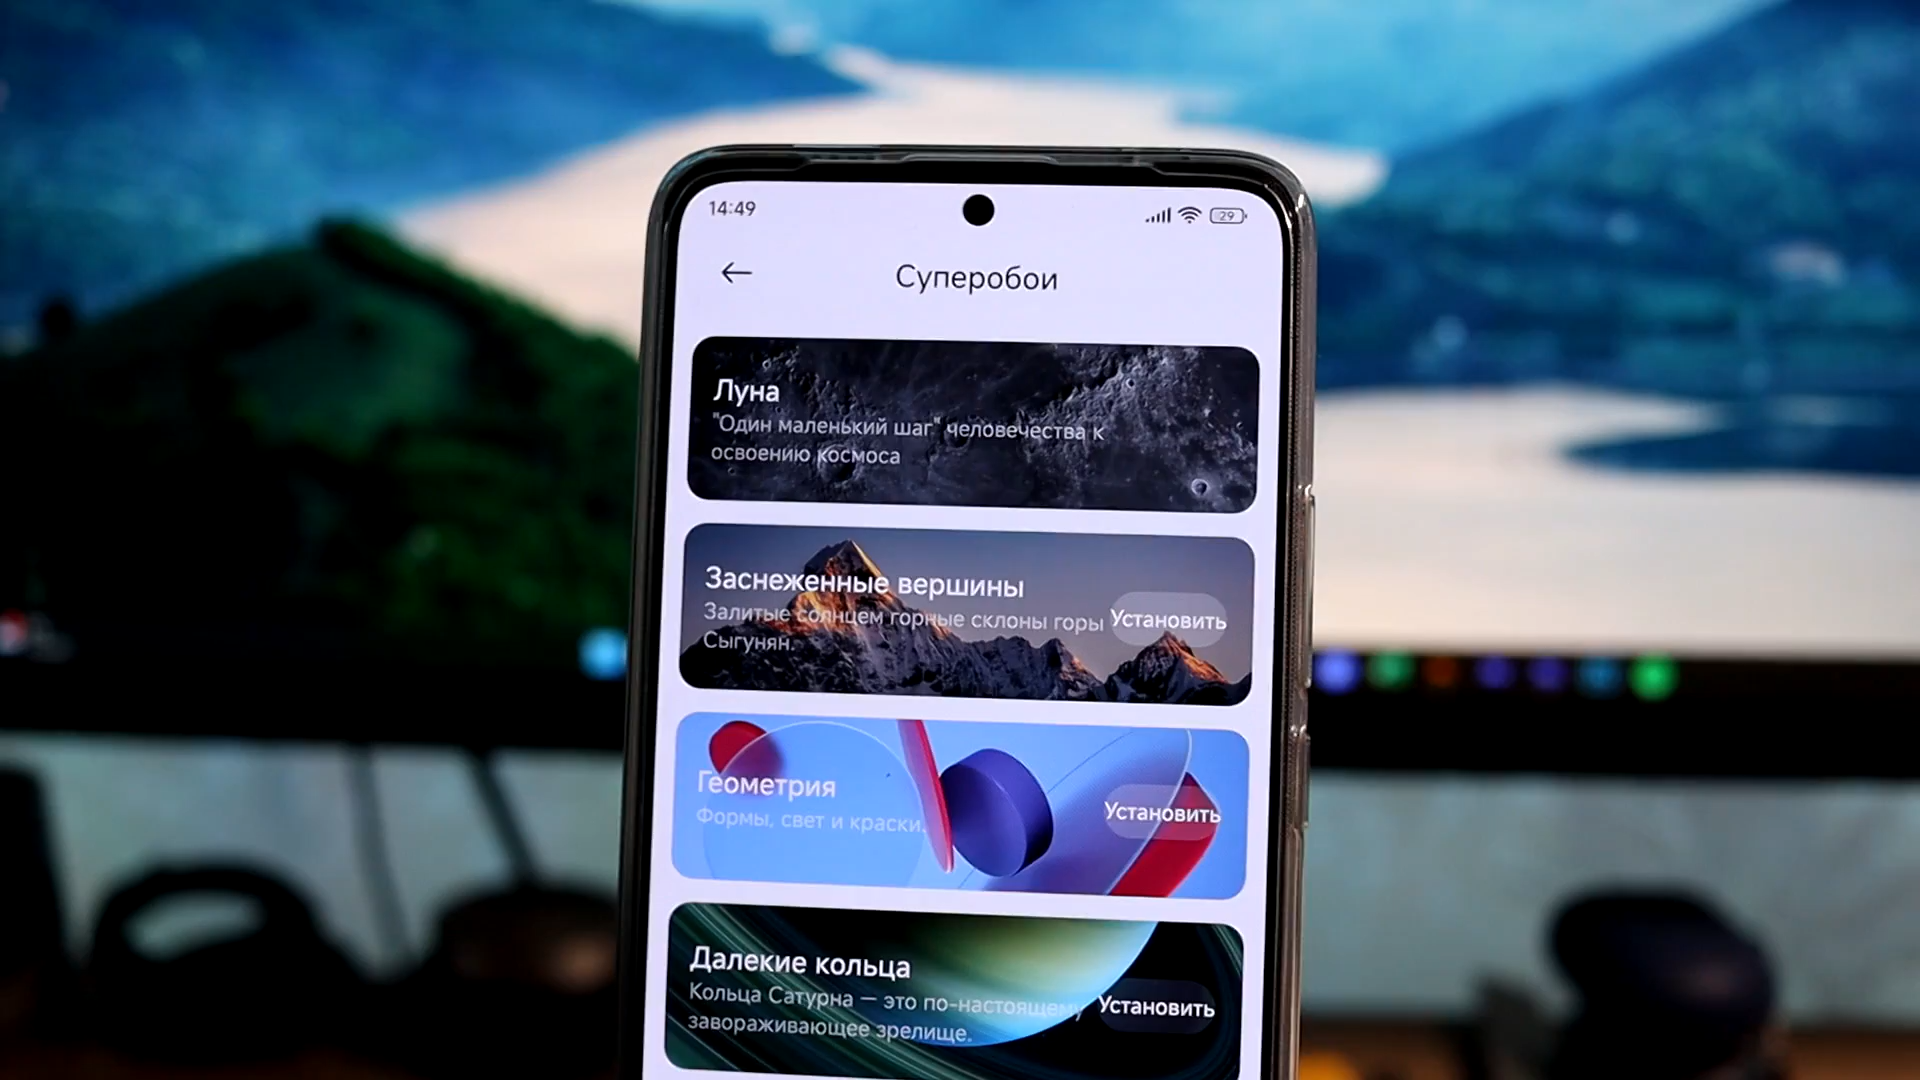 14:49
29
Суперобои
Луна
"Один маленький шаг" человечества к
освоению космоса
Заснеженные вершины
Залитые солнцем горные склоны горы
Сыгунян.
Установить
Геометрия
Формы, свет и краски.
Установить
Далекие кольца
Кольца Сатурна — это по-настоящему
завораживающее зрелище.
Установить